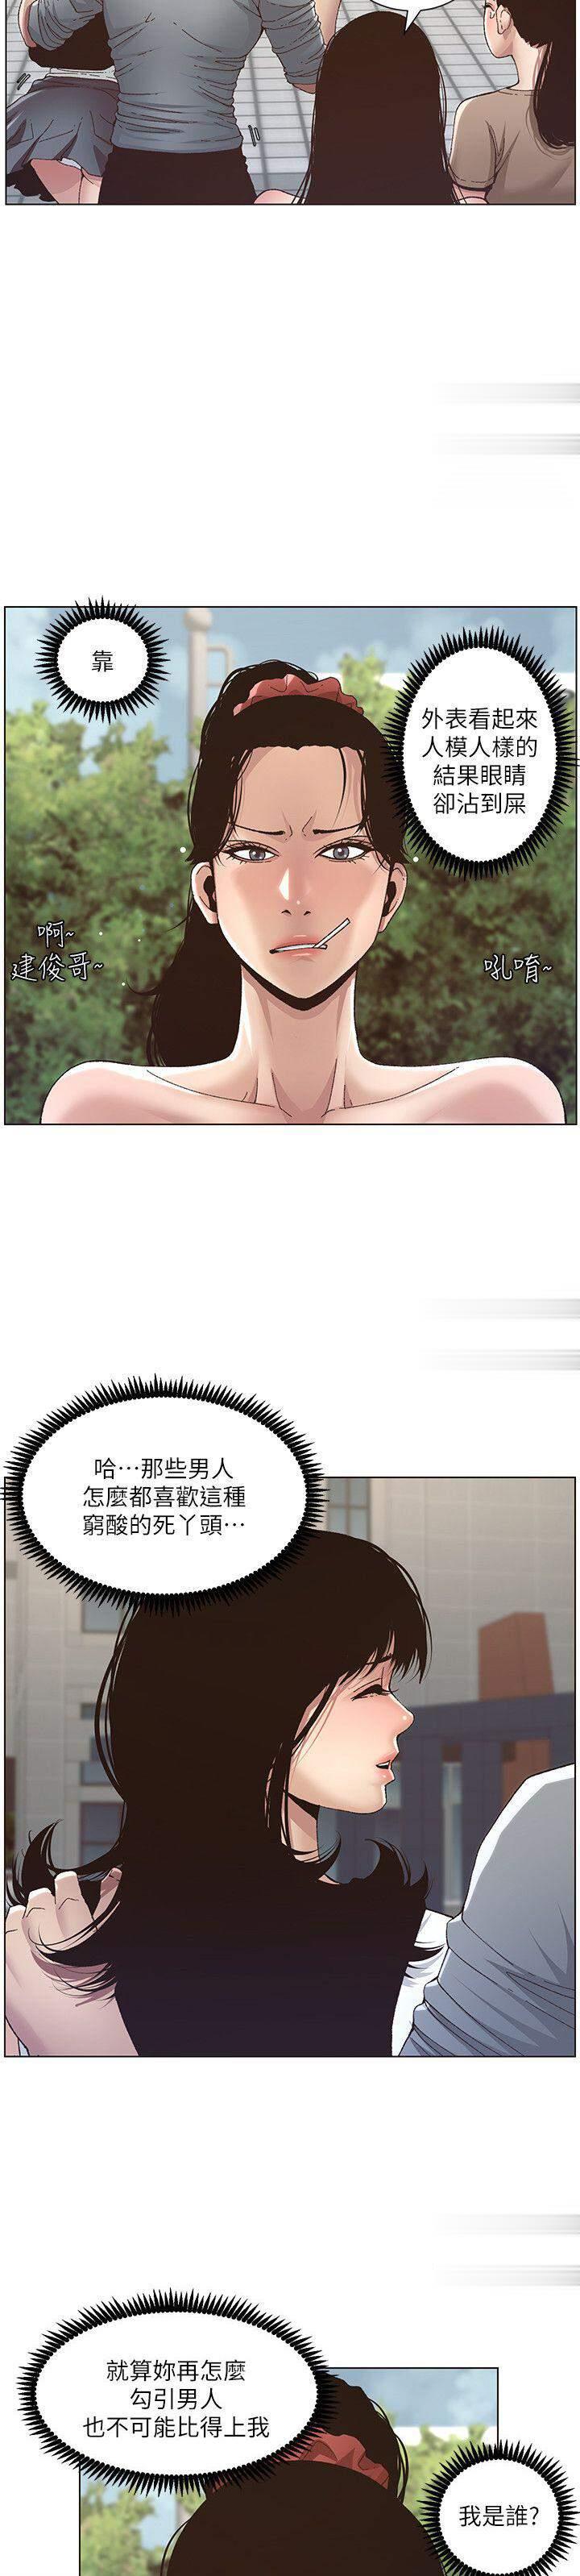 靠
外表看起來
人模人樣的
結果眼睛
卻沾到屎
啊~
建俊哥~
吼唷~
哈…那些男人
怎麼都喜歡這種
窮酸的死丫頭…
就算妳再怎麼
勾引男人
也不可能比得上我
我是誰?